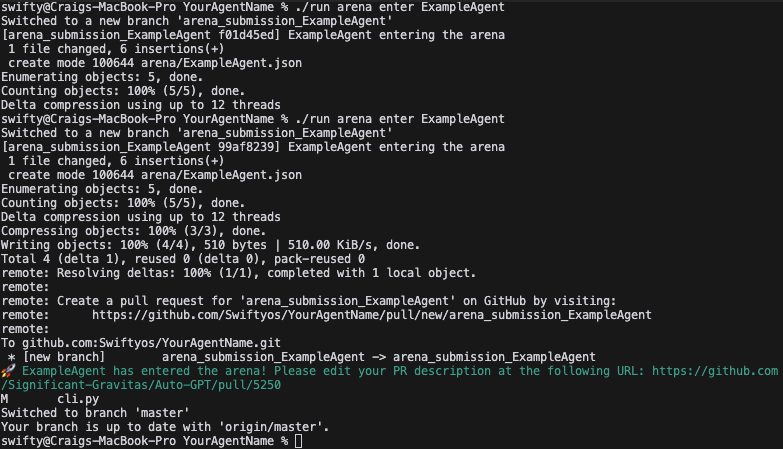 swifty@Craigs-MacBook-Pro YourAgentName % ./run arena enter ExampleAgent
Switched to a new branch 'arena_submission_ExampleAgent'
[arena_submission_ExampleAgent f01d45ed] ExampleAgent entering the arena
 1 file changed, 6 insertions(+)
 create mode 100644 arena/ExampleAgent.json
Enumerating objects: 5, done.
Counting objects: 100% (5/5), done.
Delta compression using up to 12 threads
swifty@Craigs-MacBook-Pro YourAgentName % ./run arena enter ExampleAgent
Switched to a new branch 'arena_submission_ExampleAgent'
[arena_submission_ExampleAgent 99af8239] ExampleAgent entering the arena
 1 file changed, 6 insertions(+)
 create mode 100644 arena/ExampleAgent.json
Enumerating objects: 5, done.
Counting objects: 100% (5/5), done.
Delta compression using up to 12 threads
Compressing objects: 100% (3/3), done.
Writing objects: 100% (4/4), 510 bytes | 510.00 KiB/s, done.
Total 4 (delta 1), reused 0 (delta 0), pack-reused 0
remote: Resolving deltas: 100% (1/1), completed with 1 local object.
remote:
remote: Create a pull request for 'arena_submission_ExampleAgent' on GitHub by visiting:
remote:      https://github.com/Swiftyos/YourAgentName/pull/new/arena_submission_ExampleAgent
remote:
To github.com:Swiftyos/YourAgentName.git
 * [new branch]        arena_submission_ExampleAgent -> arena_submission_ExampleAgent
🚀 ExampleAgent has entered the arena! Please edit your PR description at the following URL: https://github.com
/Significant-Gravitas/Auto-GPT/pull/5250
M       cli.py
Switched to branch 'master'
Your branch is up to date with 'origin/master'.
swifty@Craigs-MacBook-Pro YourAgentName %